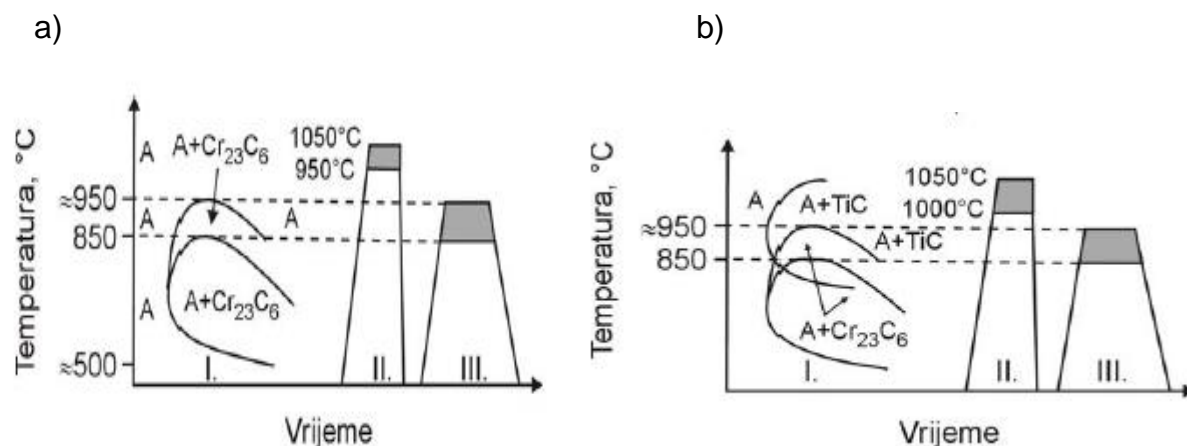 a)
Temperatura, °C
A
A+Cr23C6
1050°C
950°C
≈950
A
A
850
A
A+Cr23C6
≈500
I.
II.
III.
Vrijeme
b)
Temperatura, °C
A
A+TiC
1050°C
1000°C
≈950
A+TiC
850
A+Cr23C6
I.
II.
III.
Vrijeme